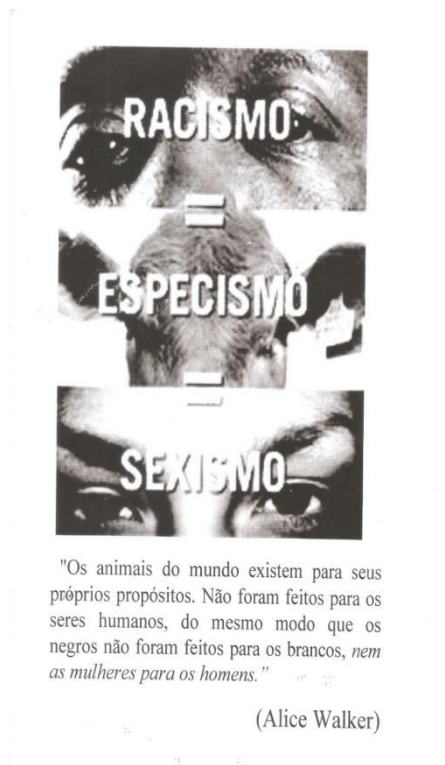 RACISMO
=
ESPECISMO
=
SEXISMO
"Os animais do mundo existem para seus
próprios propósitos. Não foram feitos para os
seres humanos, do mesmo modo que os
negros não foram feitos para os brancos, nem
as mulheres para os homens."
(Alice Walker)